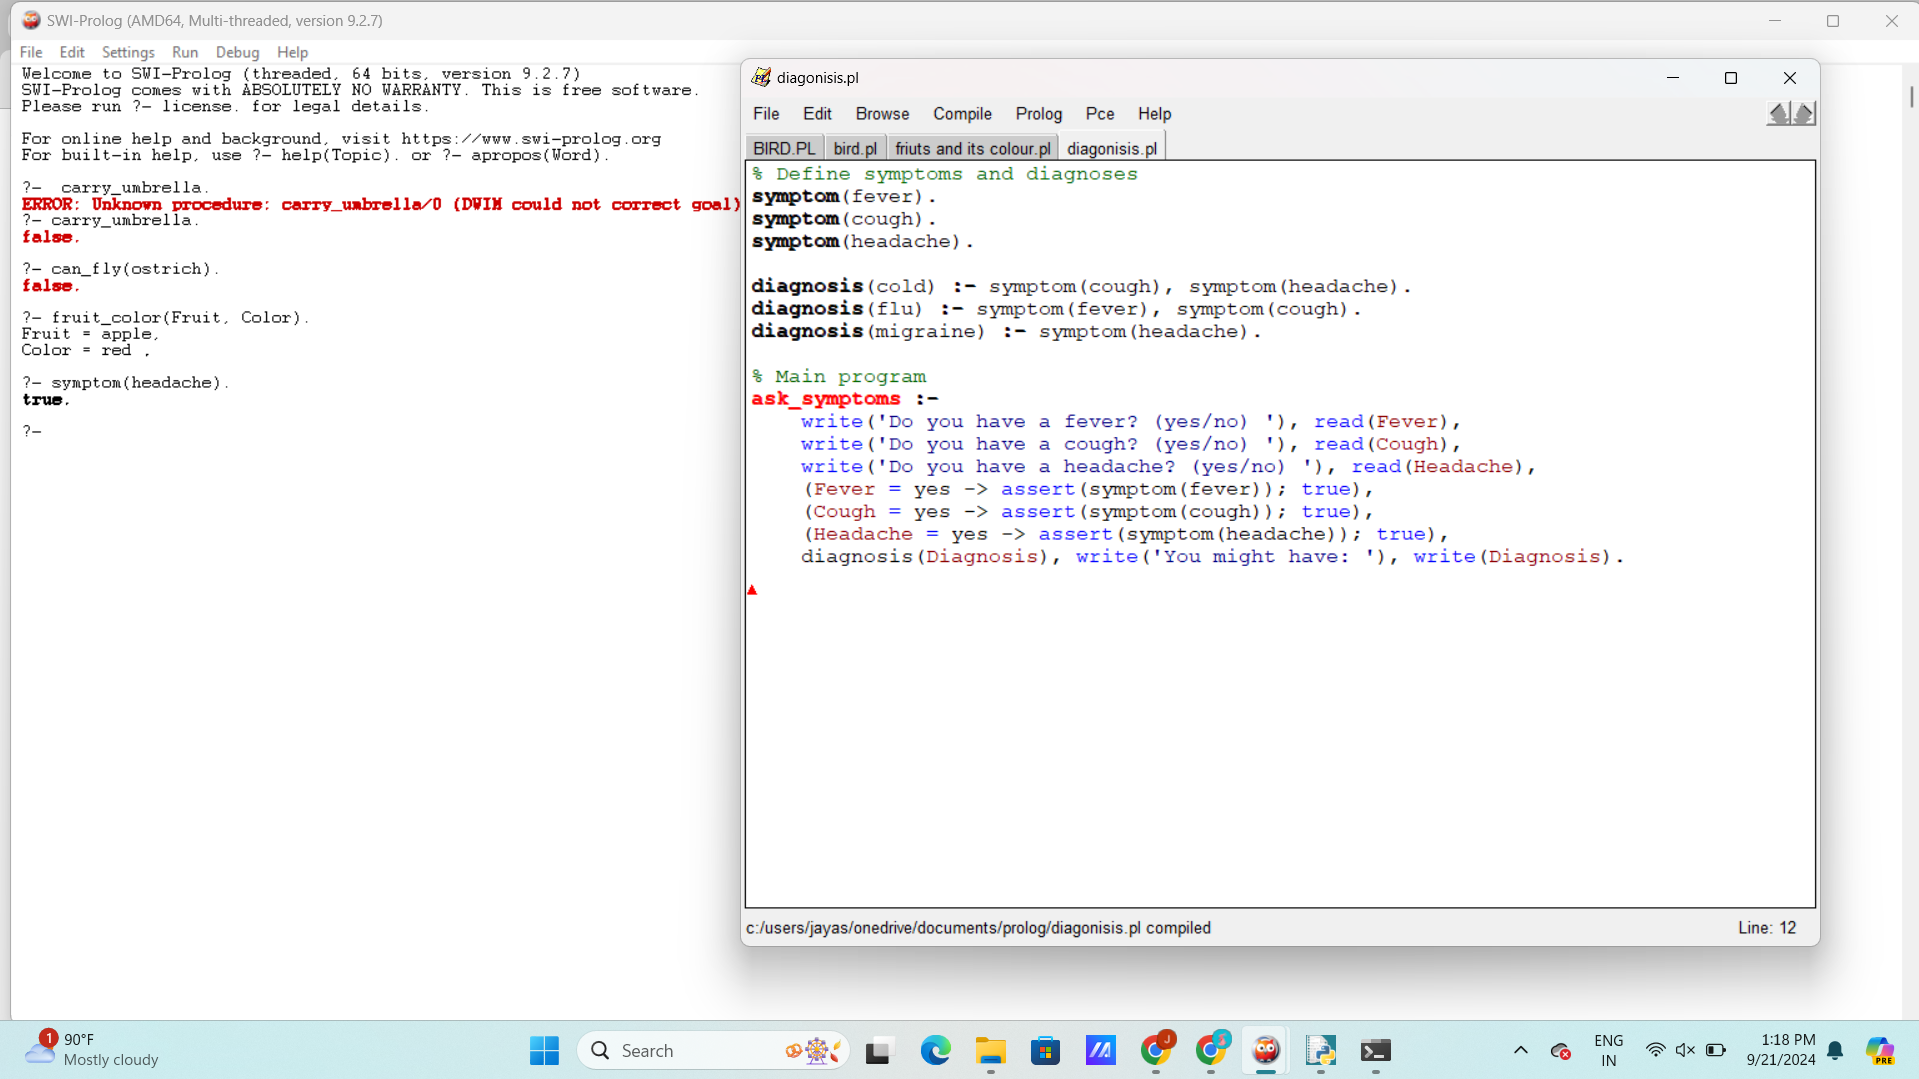 SWI-Prolog (AMD64, Multi-threaded, version 9.2.7)
File Edit Settings Run Debug Help
Welcome to SWI-Prolog (threaded, 64 bits, version 9.2.7)
SWI-Prolog comes with ABSOLUTELY NO WARRANTY. This is free software.
Please run ?- license. for legal details.
For online help and background, visit https://www.swi-prolog.org
For built-in help, use ?- help(Topic). or ?- apropos(Word).
?-  carry_umbrella.
ERROR: Unknown procedure: carry_umbrella/0 (DWIM could not correct goal)
?- carry_umbrella.
false.
?- can_fly(ostrich).
false.
?- fruit_color(Fruit, Color).
Fruit = apple,
Color = red .
?- symptom(headache).
true.
?-
diagonisis.pl
File Edit Browse Compile Prolog Pce Help
BIRD.PL bird.pl friuts and its colour.pl diagonisis.pl
% Define symptoms and diagnoses
symptom(fever).
symptom(cough).
symptom(headache).
diagnosis(cold) :- symptom(cough), symptom(headache).
diagnosis(flu) :- symptom(fever), symptom(cough).
diagnosis(migraine) :- symptom(headache).
% Main program
ask_symptoms :-
write('Do you have a fever? (yes/no) '), read(Fever),
write('Do you have a cough? (yes/no) '), read(Cough),
write('Do you have a headache? (yes/no) '), read(Headache),
(Fever = yes -> assert(symptom(fever)); true),
(Cough = yes -> assert(symptom(cough)); true),
(Headache = yes -> assert(symptom(headache)); true),
diagnosis(Diagnosis), write('You might have: '), write(Diagnosis).
c:/users/jayas/onedrive/documents/prolog/diagonisis.pl compiled
Line: 12
1
90°F
Mostly cloudy
Search
J
S
ENG
IN
1:18 PM
9/21/2024
PRE